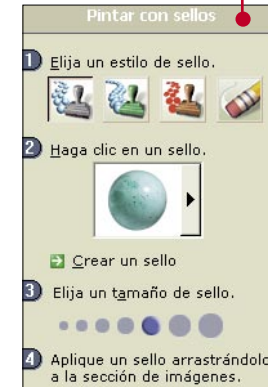 Pintar con sellos
1 Elija un estilo de sello.
2 Haga clic en un sello.
Crear un sello
3 Elija un tamaño de sello.
4 Aplique un sello arrastrándolo
a la sección de imágenes.